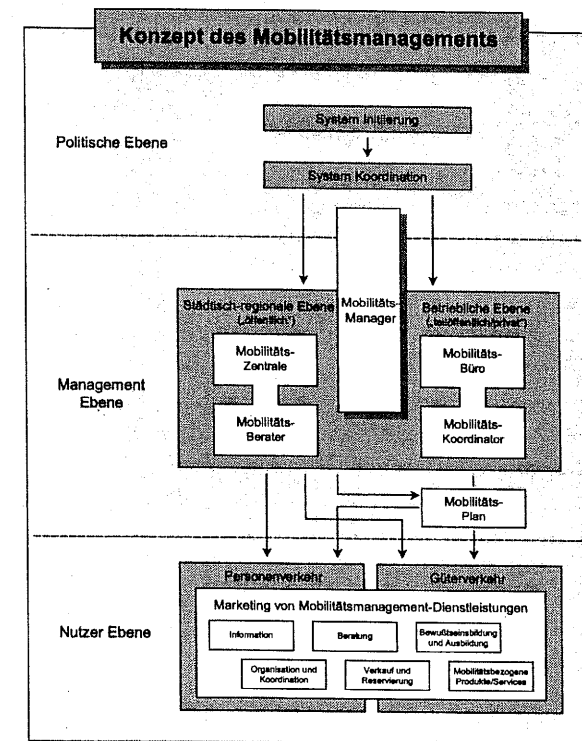 Konzept des Mobilitätsmanagements
System Initiierung
Politische Ebene
System Koordination
Städtisch-regionale Ebene
("öffentlich")
Mobilitäts-
Manager
Betriebliche Ebene
("teilöffentlich/privat")
Mobilitäts-
Zentrale
Mobilitäts-
Büro
Management
Ebene
Mobilitäts-
Berater
Mobilitäts-
Koordinator
Mobilitäts-
Plan
Personenverkehr
Güterverkehr
Marketing von Mobilitätsmanagement-Dienstleistungen
Nutzer Ebene
Information
Beratung
Bewußtseinsbildung
und Ausbildung
Organisation und
Koordination
Verkauf und
Reservierung
Mobilitätsbezogene
Produkte/Services